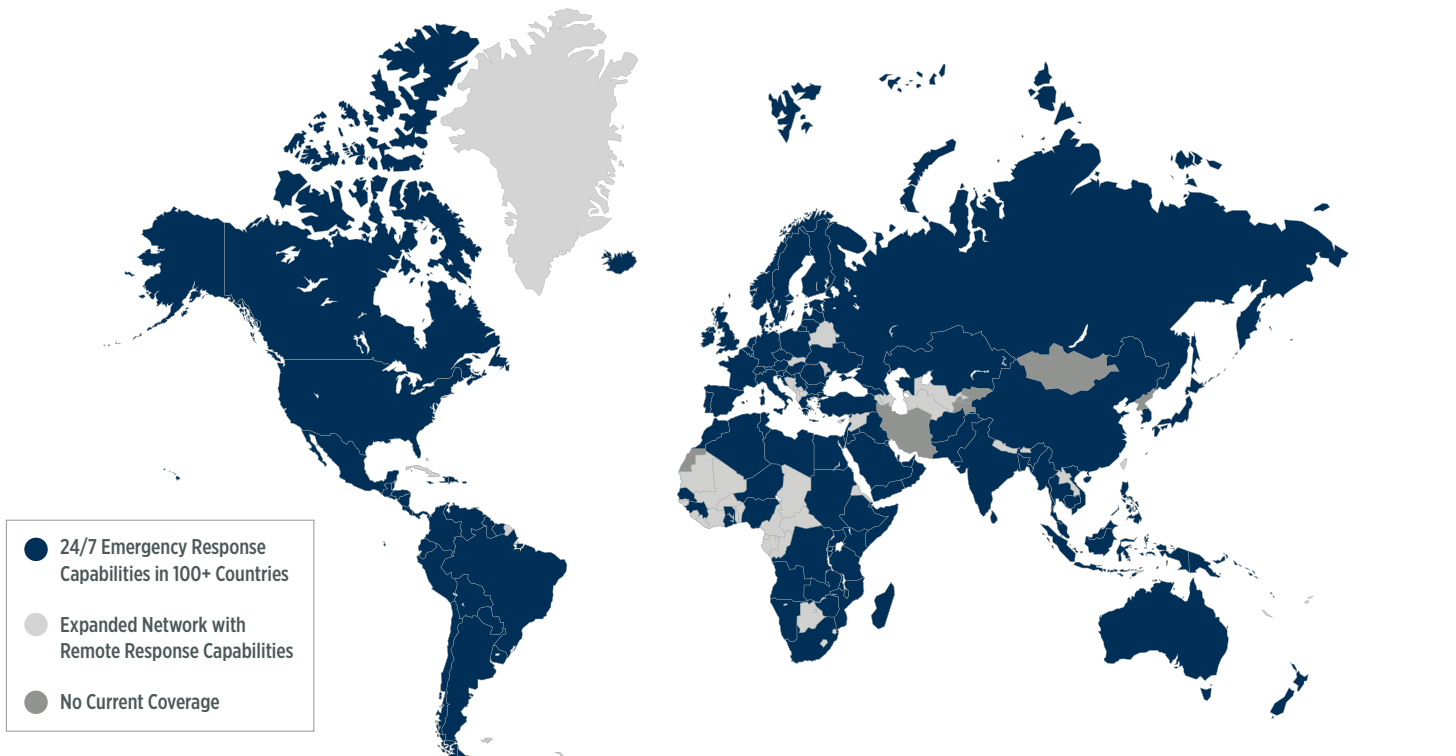 24/7 Emergency Response
Capabilities in 100+ Countries
Expanded Network with
Remote Response Capabilities
No Current Coverage